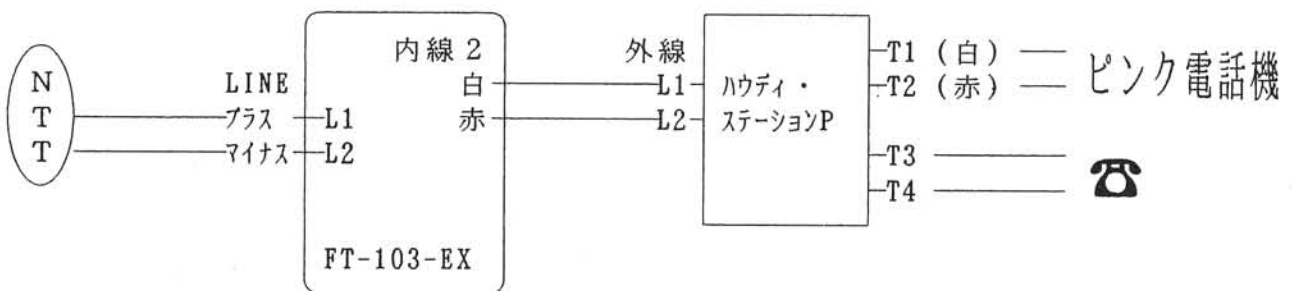 N
T
T
LINE
プラス L1
マイナス L2
内線 2
白
赤
FT-103-EX
外線
L1
L2
ハウディ・
ステーションP
T1 (白)
T2 (赤)
ピンク電話機
T3
T4